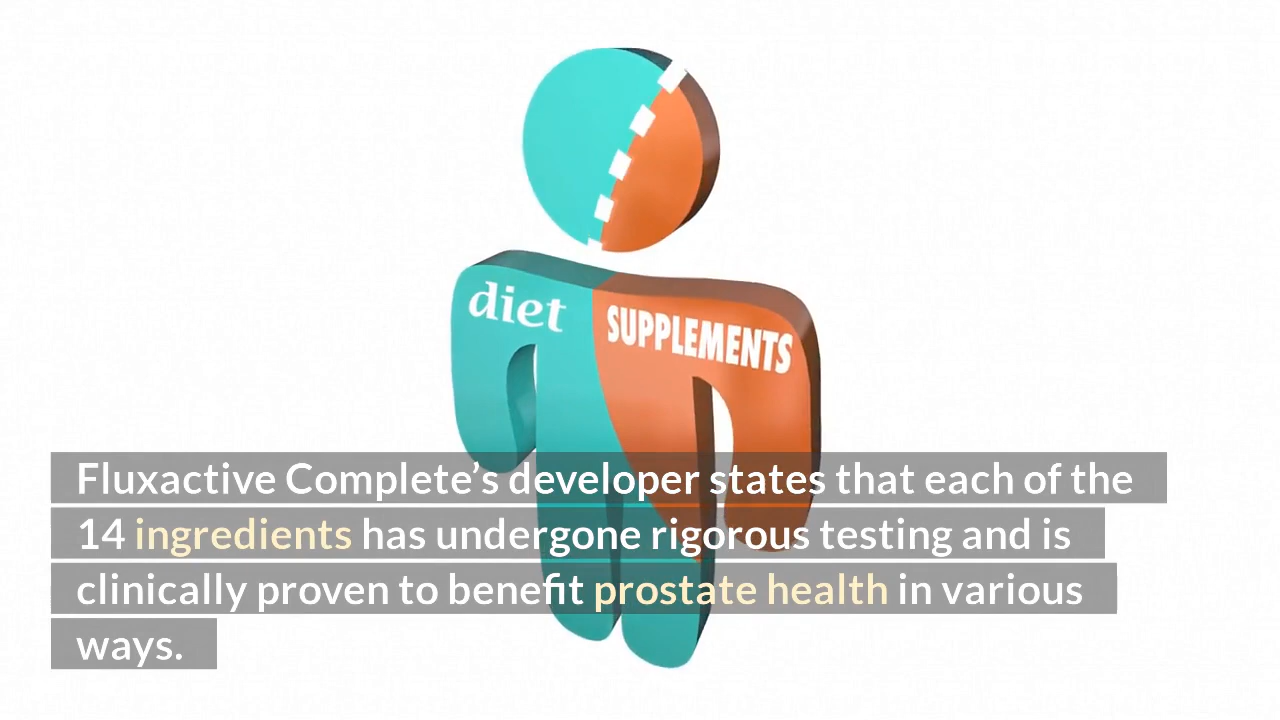 diet
SUPPLEMENTS
Fluxactive Complete’s developer states that each of the
14 ingredients has undergone rigorous testing and is
clinically proven to benefit prostate health in various
ways.